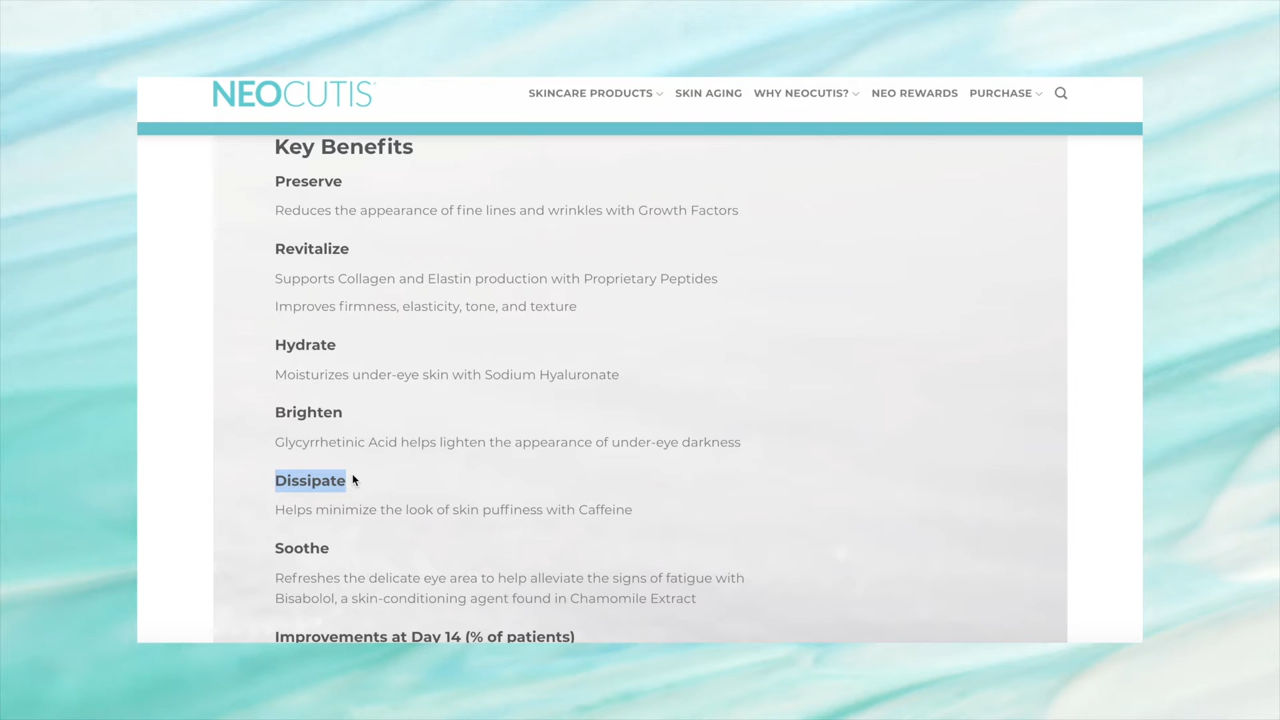 NEOCUTIS
SKINCARE PRODUCTS SKIN AGING WHY NEOCUTIS? NEO REWARDS PURCHASE
Key Benefits
Preserve
Reduces the appearance of fine lines and wrinkles with Growth Factors
Revitalize
Supports Collagen and Elastin production with Proprietary Peptides
Improves firmness, elasticity, tone, and texture
Hydrate
Moisturizes under-eye skin with Sodium Hyaluronate
Brighten
Glycyrrhetinic Acid helps lighten the appearance of under-eye darkness
Dissipate
Helps minimize the look of skin puffiness with Caffeine
Soothe
Refreshes the delicate eye area to help alleviate the signs of fatigue with
Bisabolol, a skin-conditioning agent found in Chamomile Extract
Improvements at Day 14 (% of patients)